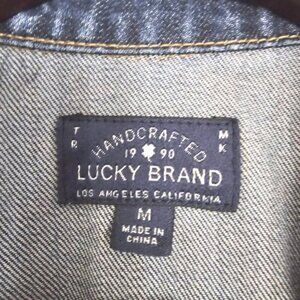 HANDCRAFTED
TR MK
19 90
LUCKY BRAND
LOS ANGELES CALIFORNIA
M
MADE IN
CHINA